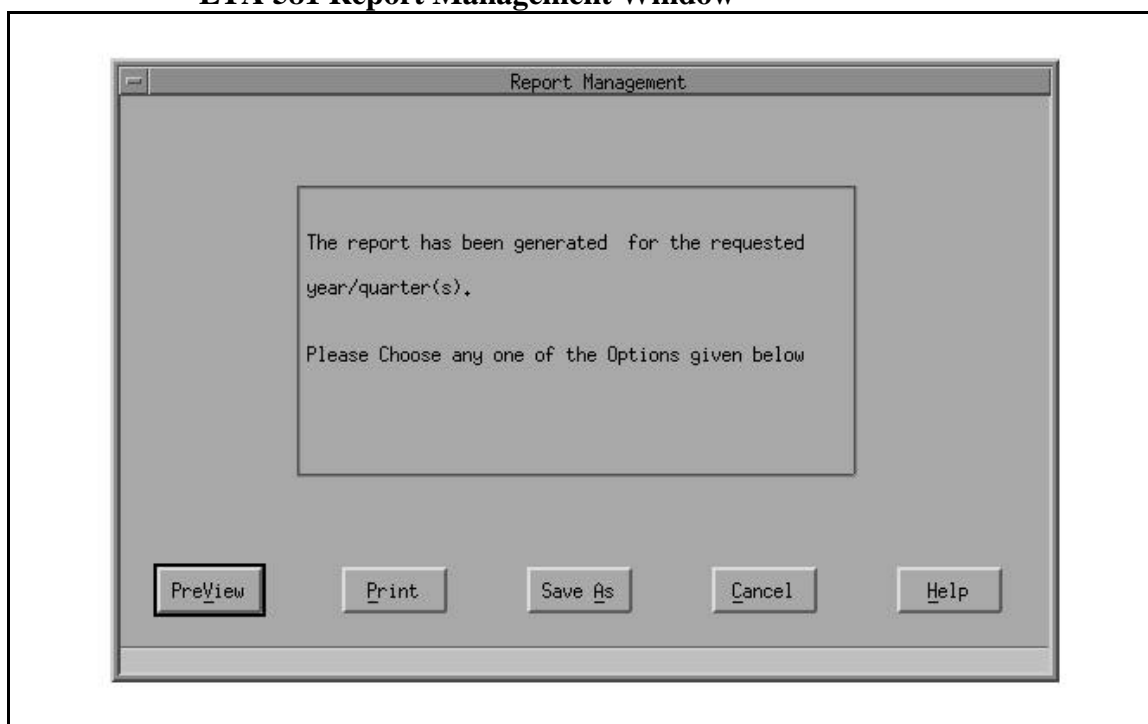 ETA 581 Report Management Window
Report Management
The report has been generated  for the requested
year/quarter(s).
Please Choose any one of the Options given below
PreView
Print
Save As
Cancel
Help